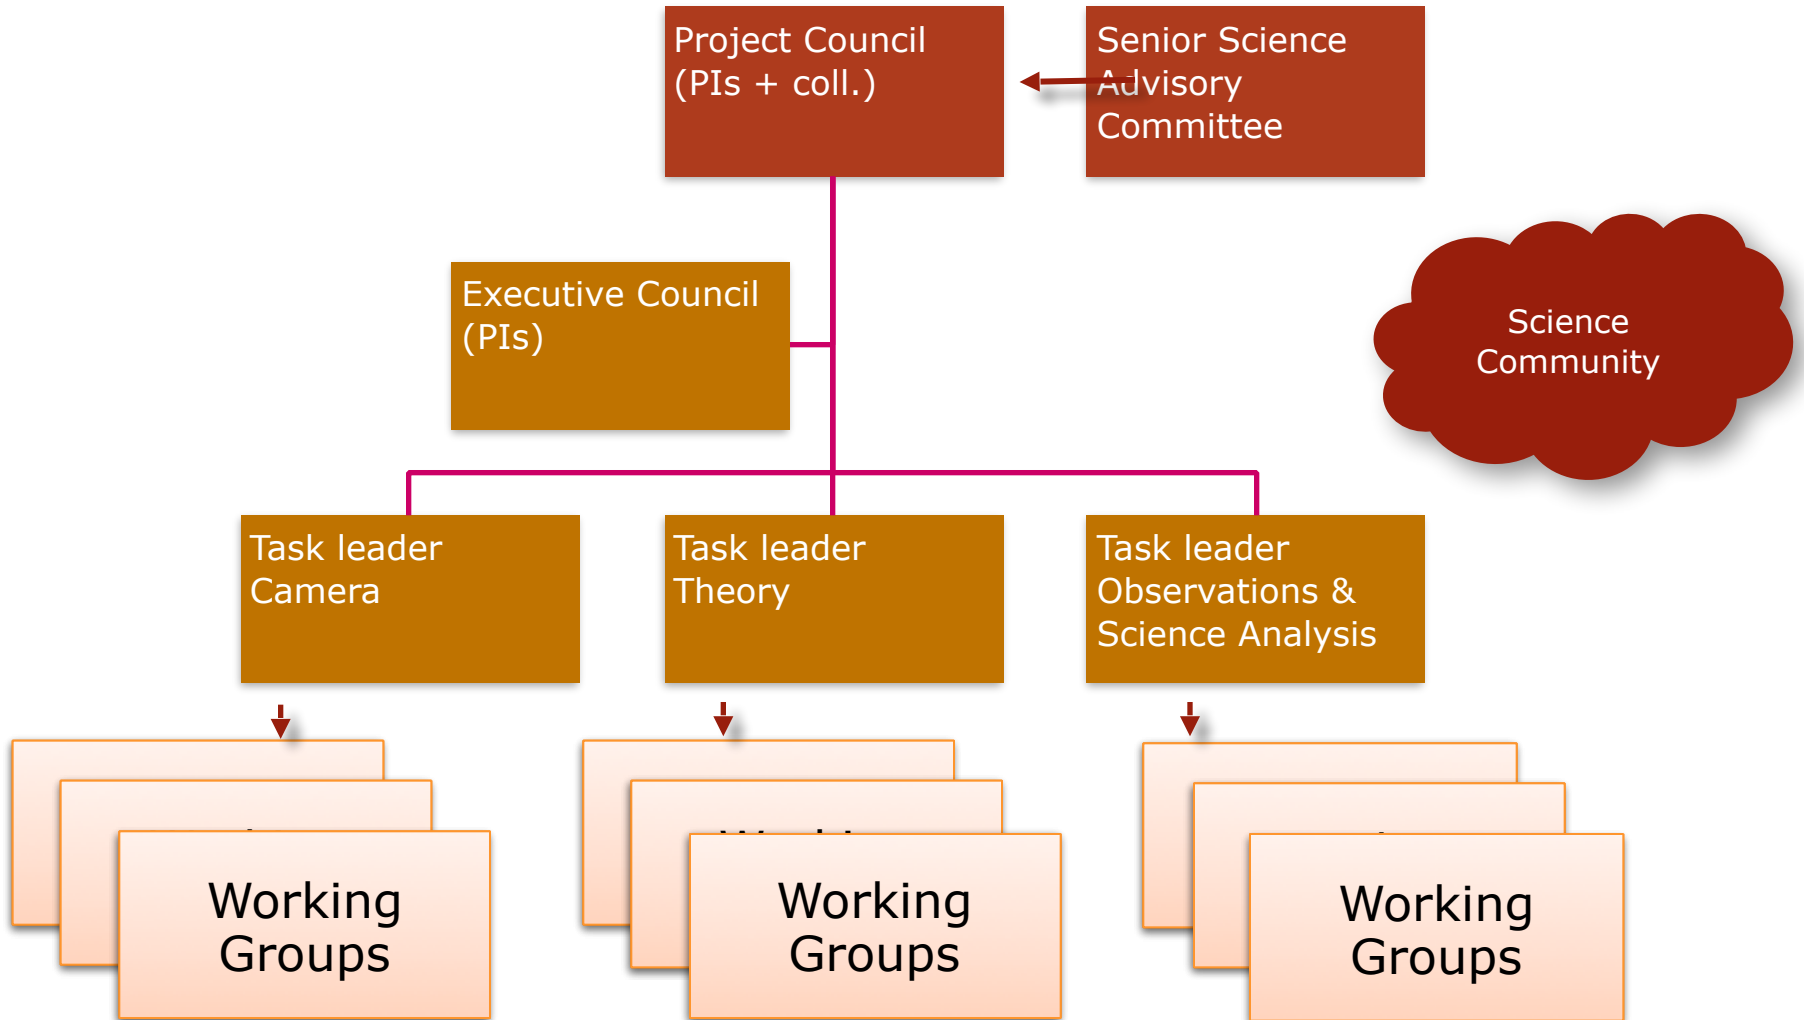 Project Council
(PIs + coll.)
Senior Science
Advisory
Committee
Executive Council
(PIs)
Science
Community
Task leader
Camera
Task leader
Theory
Task leader
Observations &
Science Analysis
Working
Groups
Working
Groups
Working
Groups